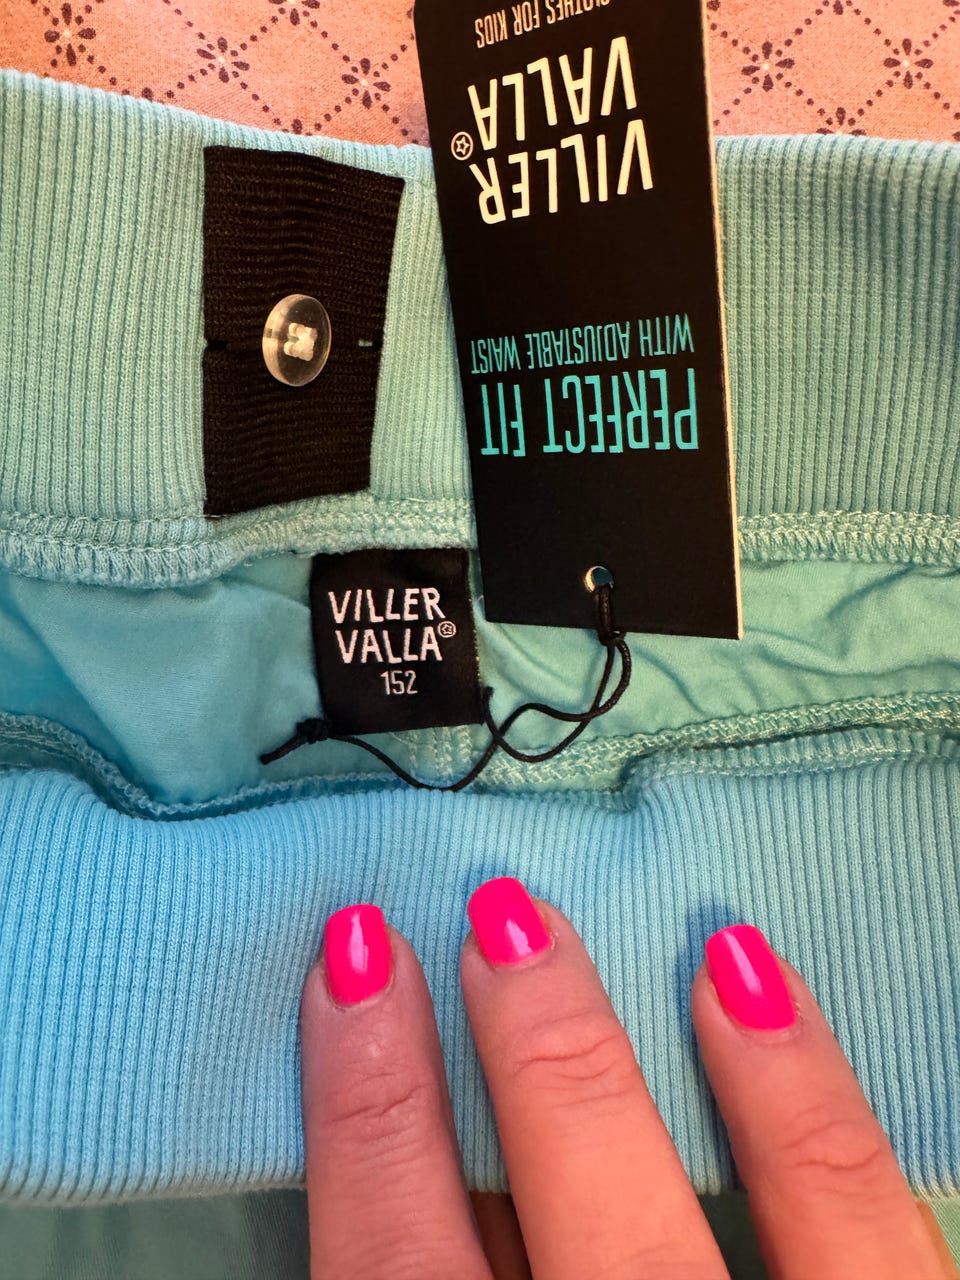 CLOTHES FOR KIDS
VILLER
VALLA
PERFECT FIT
WITH ADJUSTABLE WAIST
VILLER
VALLA
152